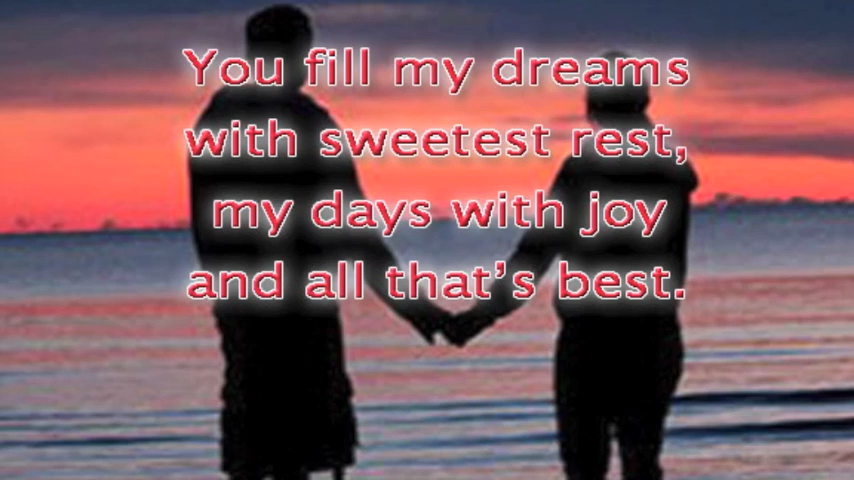 You fill my dreams
with sweetest rest,
my days with joy
and all that’s best.